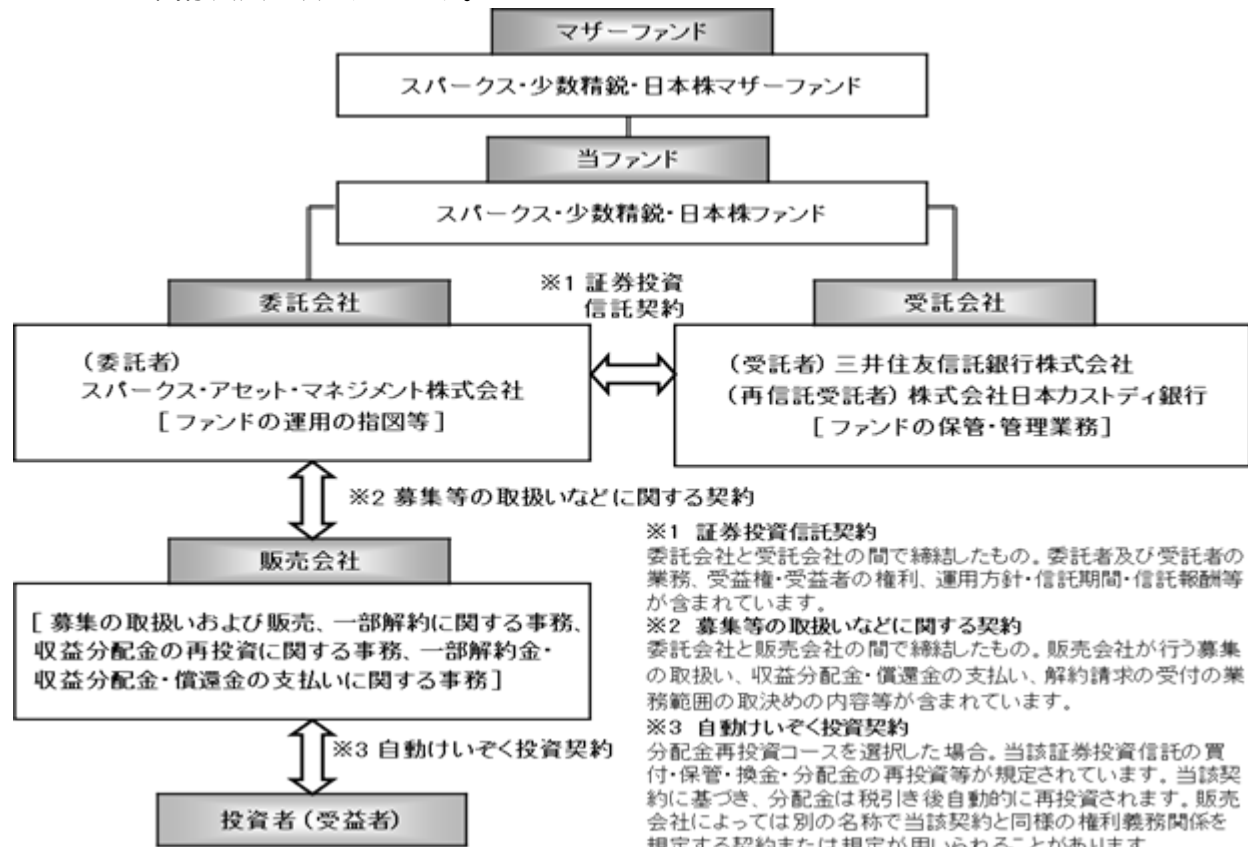 マザーファンド
スパークス・少数精鋭・日本株マザーファンド
当ファンド
スパークス・少数精鋭・日本株ファンド
※1 証券投資
信託契約
委託会社
(委託者)
スパークス・アセット・マネジメント株式会社
[ファンドの運用の指図等]
受託会社
(受託者) 三井住友信託銀行株式会社
(再信託受託者) 株式会社日本カストディ銀行
[ファンドの保管・管理業務]
※2 募集等の取扱いなどに関する契約
販売会社
[ 募集の取扱いおよび販売、一部解約に関する事務、
収益分配金の再投資に関する事務、一部解約金・
収益分配金・償還金の支払いに関する事務]
※3 自動けいぞく投資契約
投資者(受益者)
※1 証券投資信託契約
委託会社と受託会社の間で締結したもの。委託者及び受託者の
業務、受益権・受益者の権利、運用方針・信託期間・信託報酬等
が含まれています。
※2 募集等の取扱いなどに関する契約
委託会社と販売会社の間で締結したもの。販売会社が行う募集
の取扱い、収益分配金・償還金の支払い、解約請求の受付の業
務範囲の取決めの内容等が含まれています。
※3 自動けいぞく投資契約
分配金再投資コースを選択した場合。当該証券投資信託の買
付・保管・換金・分配金の再投資等が規定されています。当該契
約に基づき、分配金は税引き後自動的に再投資されます。販売
会社によっては別の名称で当該契約と同様の権利義務関係を
規定する契約または規定が用いられることがあります。